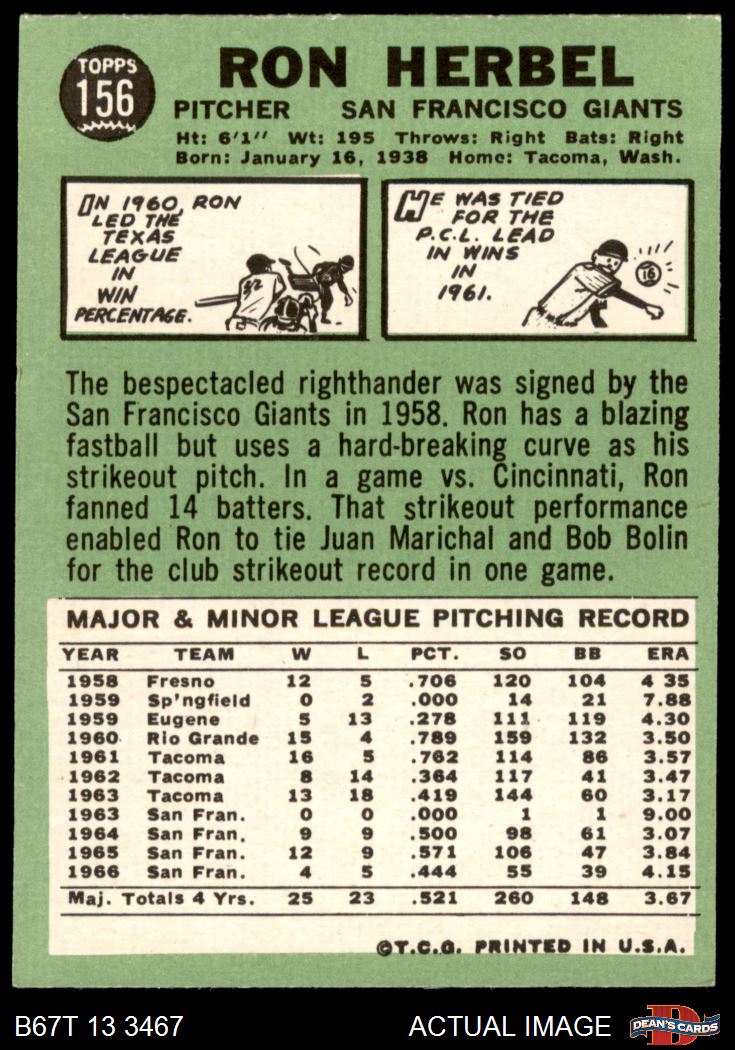 TOPPS
156
RON HERBEL
PITCHER SAN FRANCISCO GIANTS
Ht: 6'1" Wt: 195 Throws: Right Bats: Right
Born: January 16, 1938 Home: Tacoma, Wash.
IN 1960, RON
LED THE
TEXAS
LEAGUE
IN
WIN
PERCENTAGE.
HE WAS TIED
FOR THE
P.C.L. LEAD
IN WINS
IN
1961.
16
The bespectacled righthander was signed by the
San Francisco Giants in 1958. Ron has a blazing
fastball but uses a hard-breaking curve as his
strikeout pitch. In a game vs. Cincinnati, Ron
fanned 14 batters. That strikeout performance
enabled Ron to tie Juan Marichal and Bob Bolin
for the club strikeout record in one game.
MAJOR & MINOR LEAGUE PITCHING RECORD
YEAR TEAM W L PCT. SO BB ERA
1958 Fresno 12 5 .706 120 104 4 35
1959 Sp'ngfield 0 2 .000 14 21 7.88
1959 Eugene 5 13 .278 111 119 4.30
1960 Rio Grande 15 4 .789 159 132 3.50
1961 Tacoma 16 5 .762 114 86 3.57
1962 Tacoma 8 14 .364 117 41 3.47
1963 Tacoma 13 18 .419 144 60 3.17
1963 San Fran. 0 0 .000 1 1 9.00
1964 San Fran. 9 9 .500 98 61 3.07
1965 San Fran. 12 9 .571 106 47 3.84
1966 San Fran. 4 5 .444 55 39 4.15
Maj. Totals 4 Yrs. 25 23 .521 260 148 3.67
©T.C.G. PRINTED IN U.S.A.
B67T 13 3467 ACTUAL IMAGE
D
DEAN'S CARDS